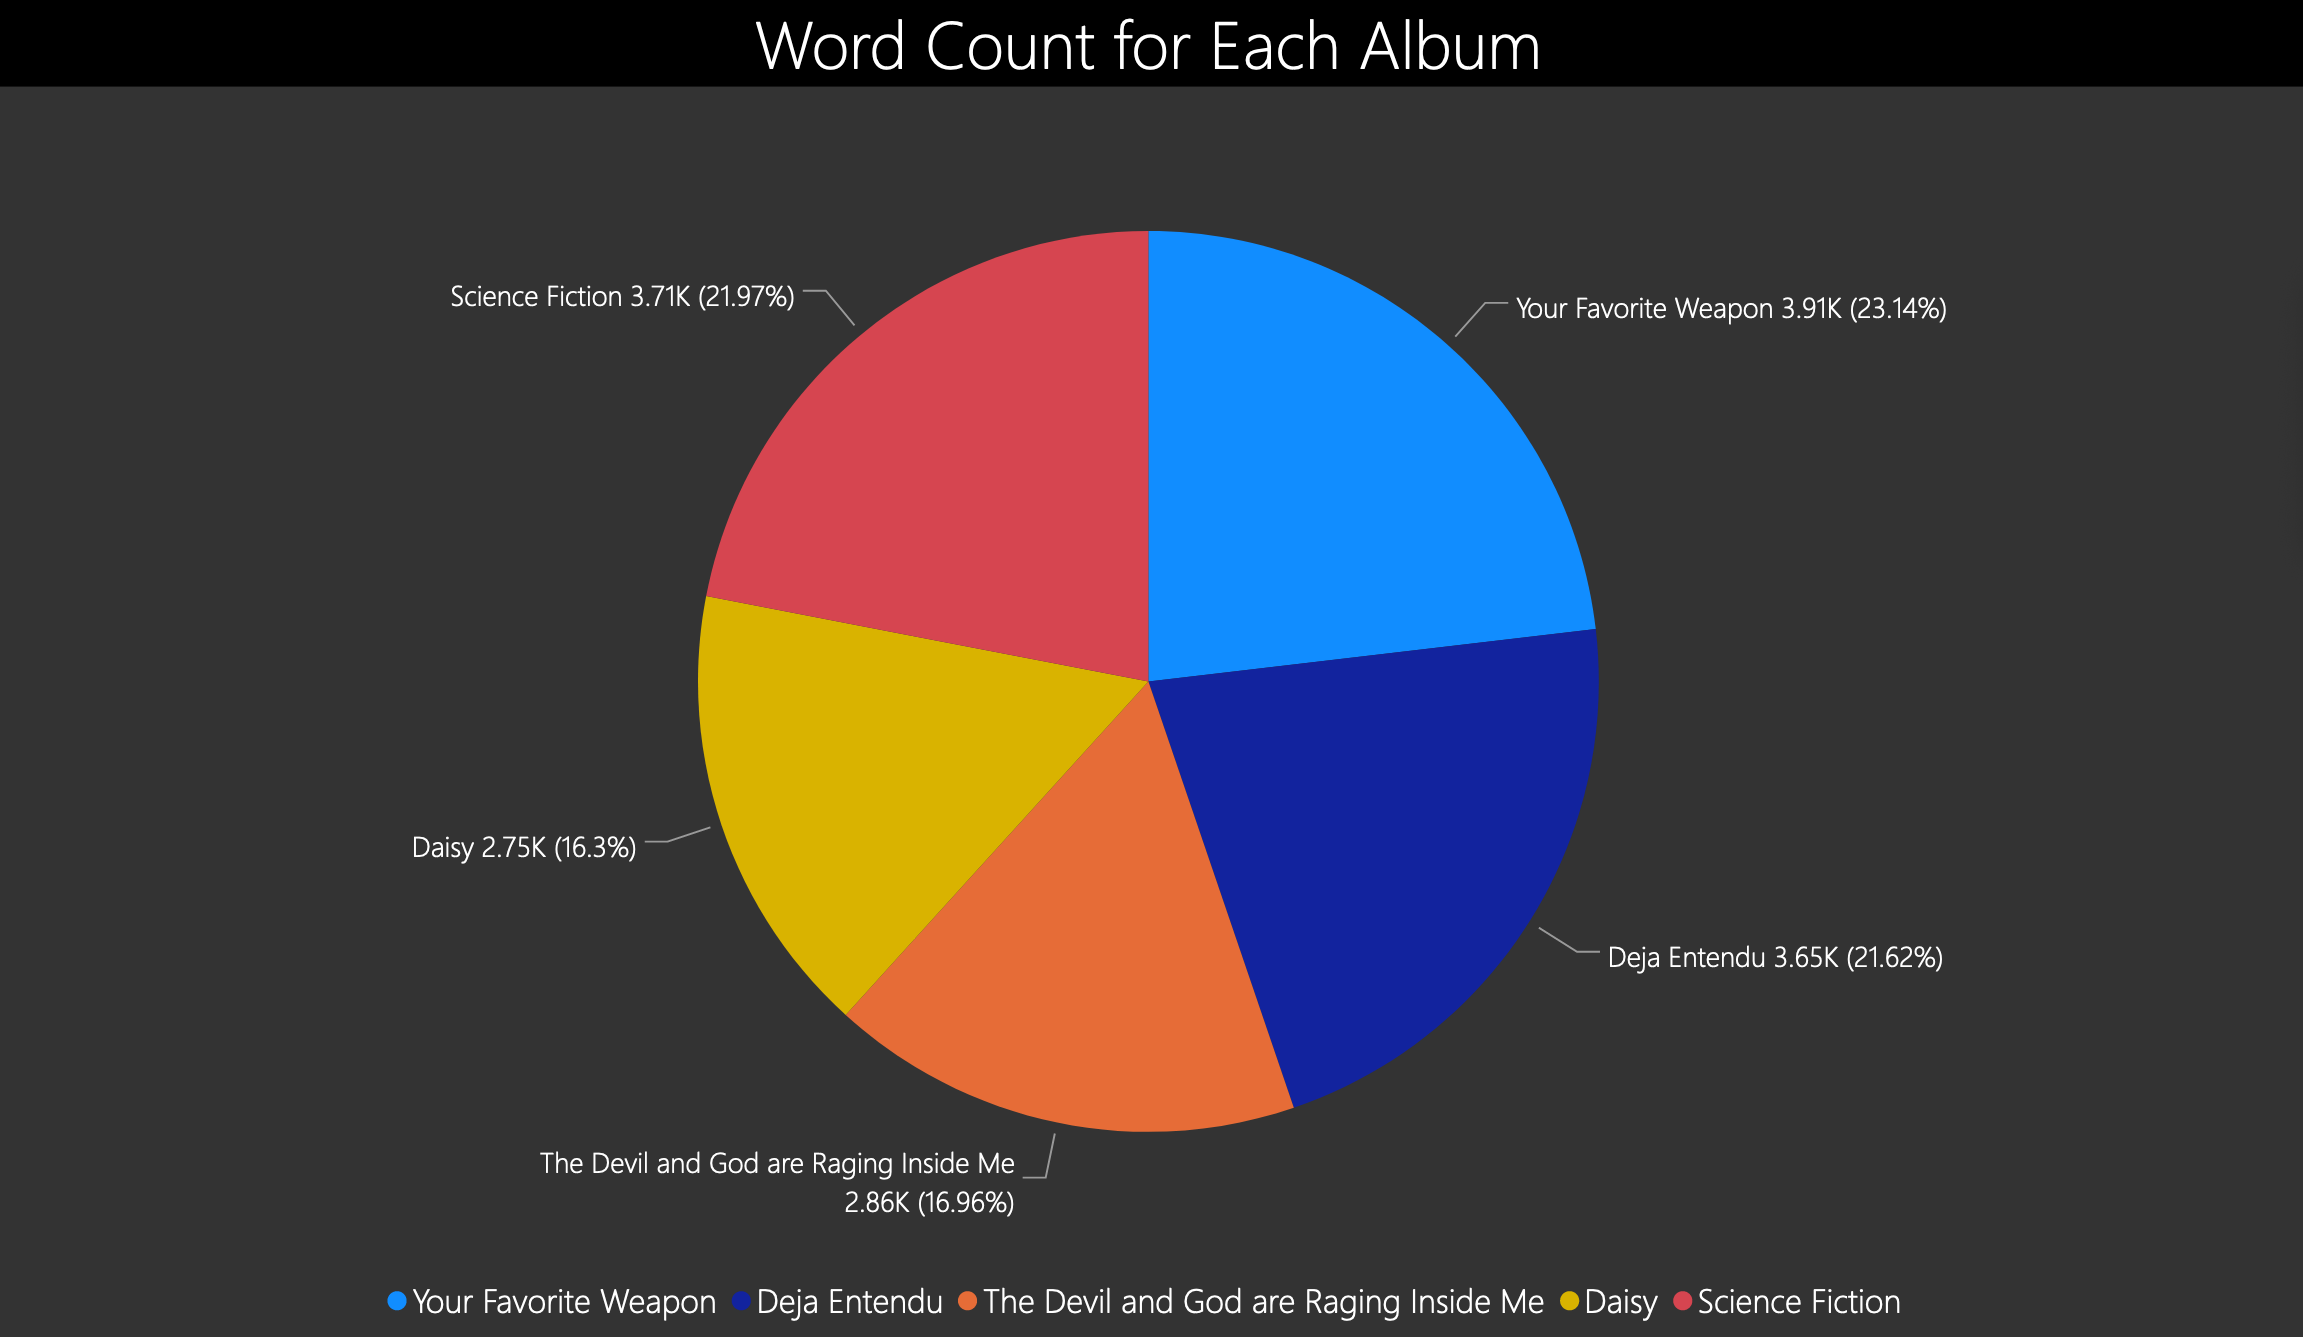 Word Count for Each Album
Science Fiction 3.71K (21.97%)
Your Favorite Weapon 3.91K (23.14%)
Daisy 2.75K (16.3%)
Deja Entendu 3.65K (21.62%)
The Devil and God are Raging Inside Me
2.86K (16.96%)
Your Favorite Weapon Deja Entendu The Devil and God are Raging Inside Me Daisy Science Fiction